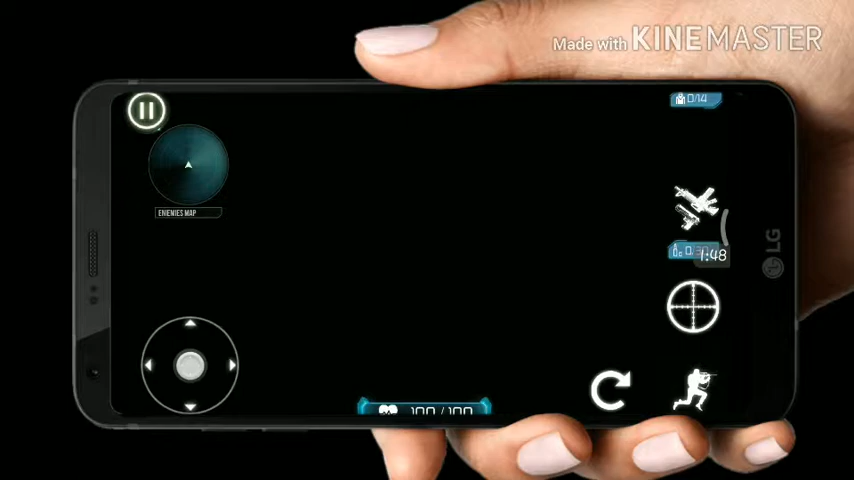 Made with KINEMASTER
0/14
ENEMIES MAP
1:48
LG
100/100